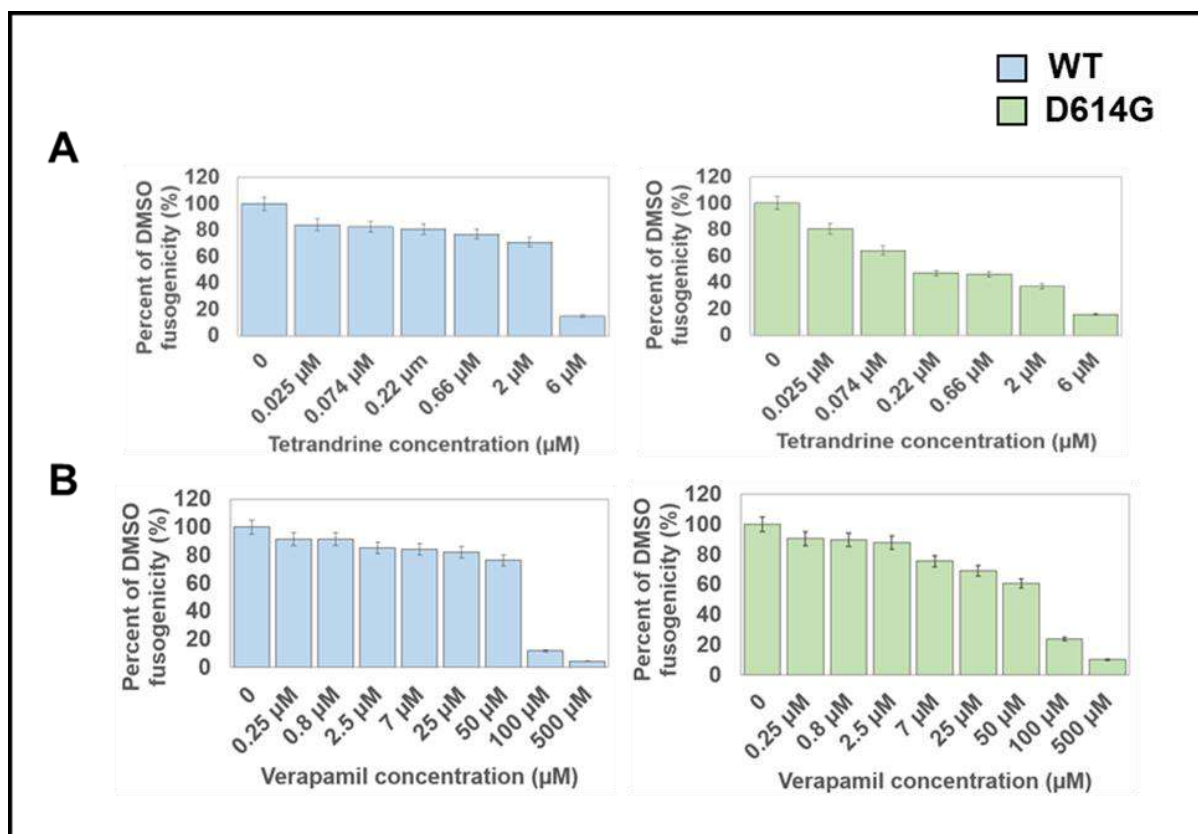 WT
D614G
A
Percent of DMSO
fusogenicity (%)
120
100
80
60
40
20
0
0
0.025 µM
0.074 µM
0.22 µm
0.66 µM
2 µM
6 µM
Tetrandrine concentration (µM)
Percent of DMSO
fusogenicity (%)
120
100
80
60
40
20
0
0
0.025 µM
0.074 µM
0.22 µM
0.66 µM
2 µM
6 µM
Tetrandrine concentration (µM)
B
Percent of DMSO
fusogenicity (%)
120
100
80
60
40
20
0
0
0.25 µM
0.8 µM
2.5 µM
7 µM
25 µM
50 µM
100 µM
500 µM
Verapamil concentration (µM)
Percent of DMSO
fusogenicity (%)
120
100
80
60
40
20
0
0
0.25 µM
0.8 µM
2.5 µM
7 µM
25 µM
50 µM
100 µM
500 µM
Verapamil concentration (µM)